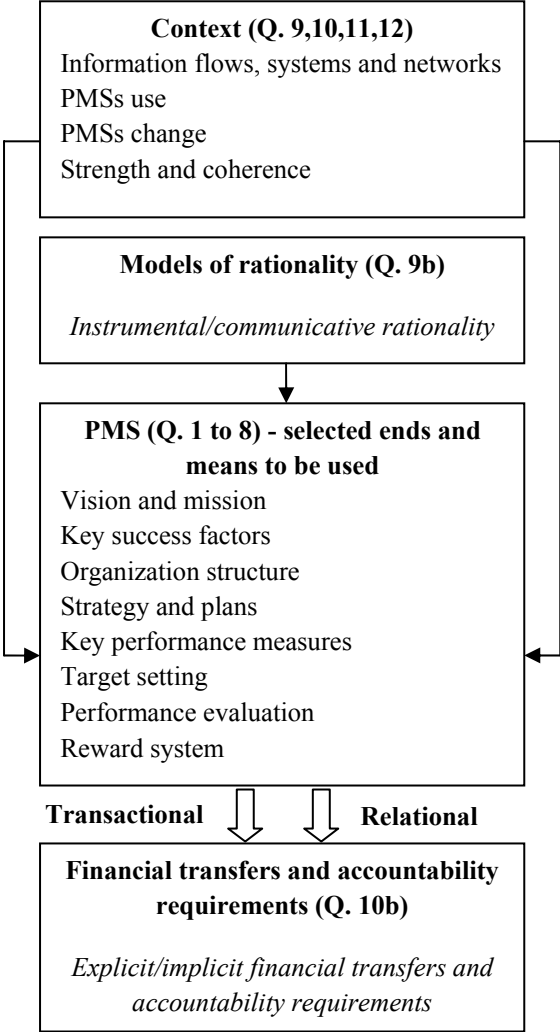 Context (Q. 9,10,11,12)
Information flows, systems and networks
PMSs use
PMSs change
Strength and coherence
Models of rationality (Q. 9b)
Instrumental/communicative rationality
PMS (Q. 1 to 8) - selected ends and
means to be used
Vision and mission
Key success factors
Organization structure
Strategy and plans
Key performance measures
Target setting
Performance evaluation
Reward system
Transactional
Relational
Financial transfers and accountability
requirements (Q. 10b)
Explicit/implicit financial transfers and
accountability requirements